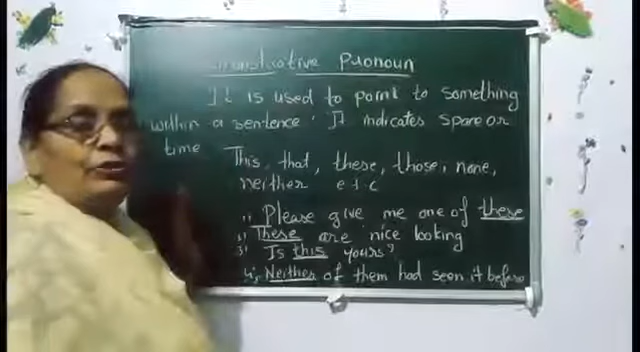 Demonstrative Pronoun
It is used to point to something
within a sentence. It indicates space or
time This, that, these, those, none,
neither e.t.c
1) Please give me one of these
2) These are nice looking
3) Is this yours?
4) Neither of them had seen it before